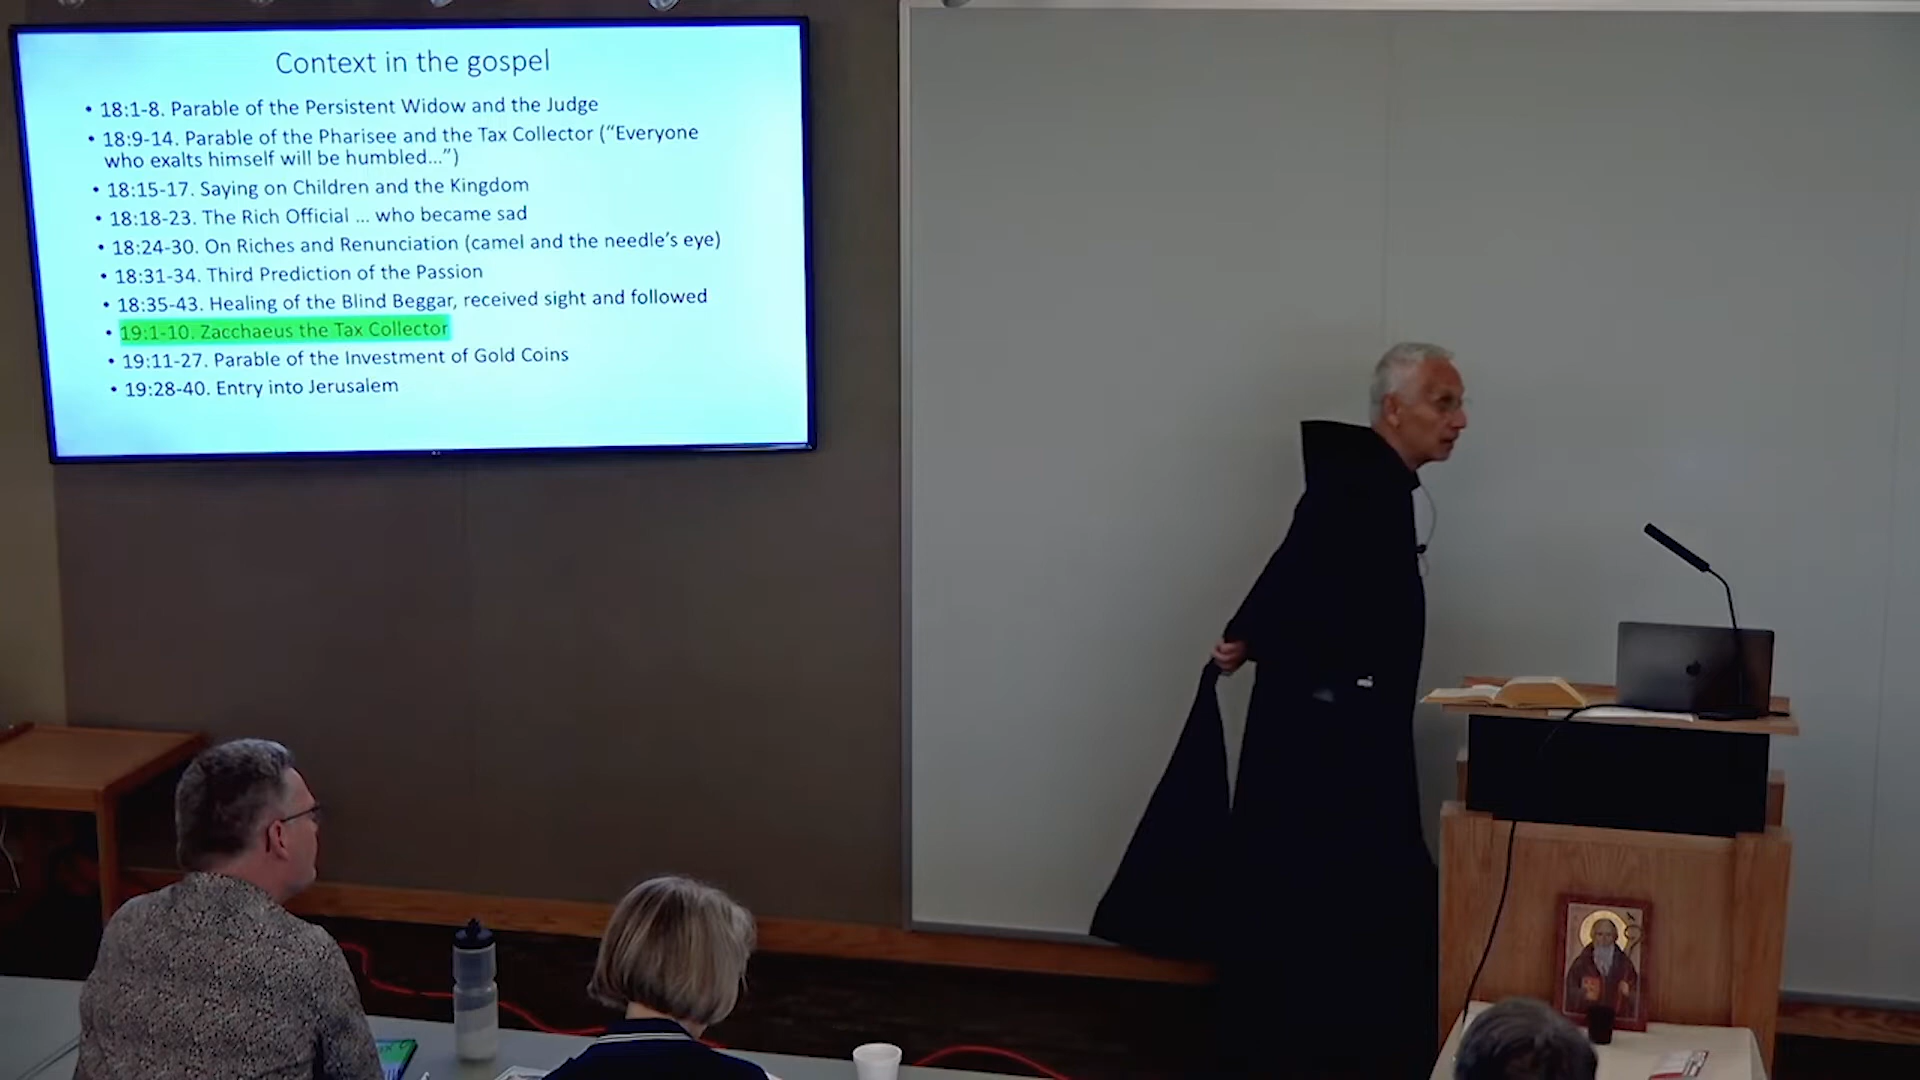 Context in the gospel
• 18:1-8. Parable of the Persistent Widow and the Judge
• 18:9-14. Parable of the Pharisee and the Tax Collector (“Everyone
who exalts himself will be humbled...”)
• 18:15-17. Saying on Children and the Kingdom
• 18:18-23. The Rich Official ... who became sad
• 18:24-30. On Riches and Renunciation (camel and the needle’s eye)
• 18:31-34. Third Prediction of the Passion
• 18:35-43. Healing of the Blind Beggar, received sight and followed
• 19:1-10. Zacchaeus the Tax Collector
• 19:11-27. Parable of the Investment of Gold Coins
• 19:28-40. Entry into Jerusalem